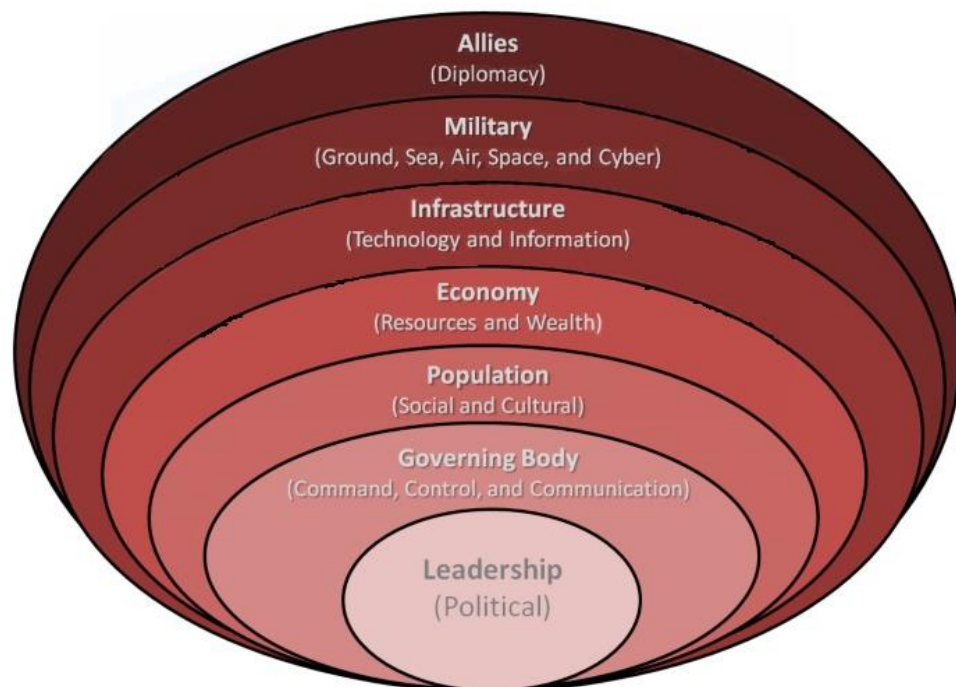 Allies
(Diplomacy)
Military
(Ground, Sea, Air, Space, and Cyber)
Infrastructure
(Technology and Information)
Economy
(Resources and Wealth)
Population
(Social and Cultural)
Governing Body
(Command, Control, and Communication)
Leadership
(Political)